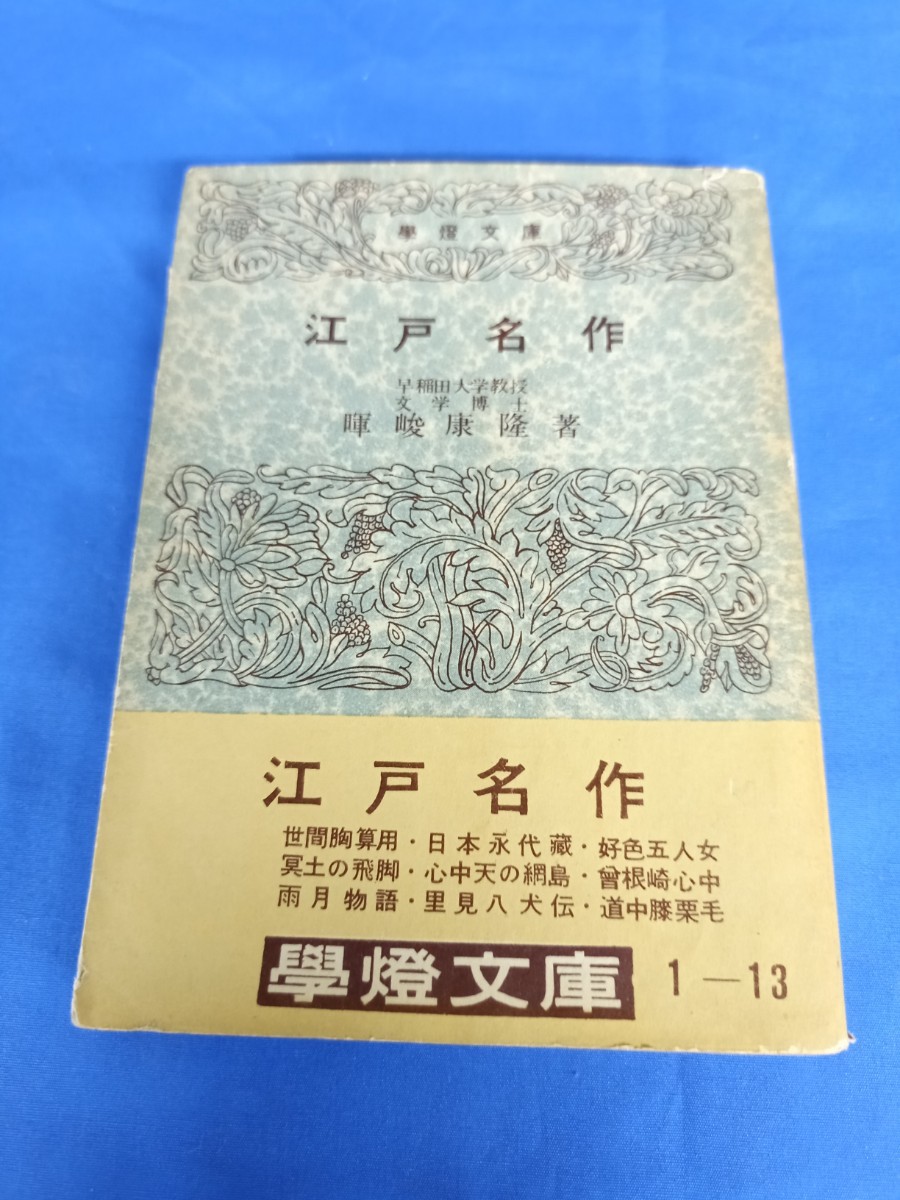 學燈文庫
江戸名作
早稲田大学教授
文学博士
暉峻康隆著
江戸名作
世間胸算用・日本永代蔵・好色五人女
冥土の飛脚・心中天の網島・曾根崎心中
雨月物語・里見八犬伝・道中膝栗毛
學燈文庫 1—13